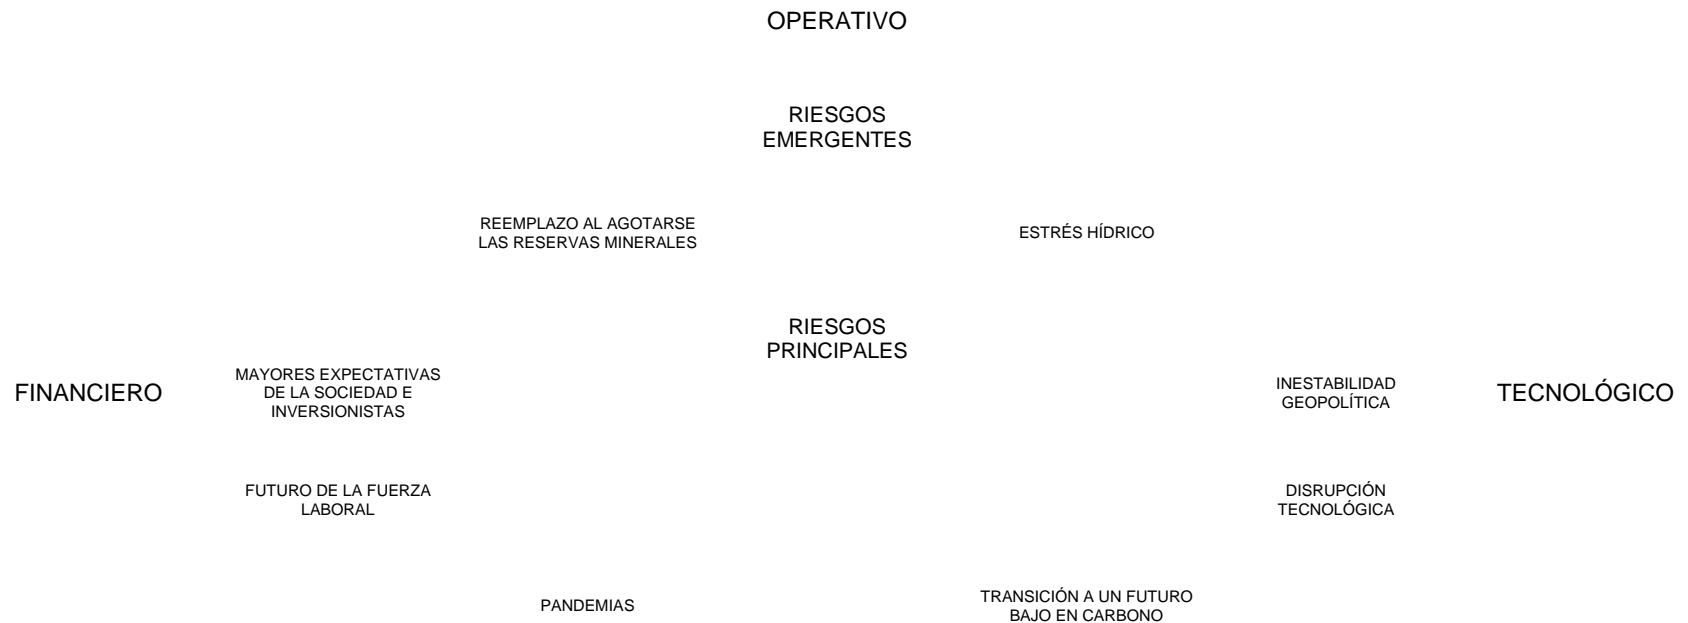 OPERATIVO
RIESGOS
EMERGENTES
REEMPLAZO AL AGOTARSE
LAS RESERVAS MINERALES
ESTRÉS HÍDRICO
RIESGOS
PRINCIPALES
FINANCIERO
MAYORES EXPECTATIVAS
DE LA SOCIEDAD E
INVERSIONISTAS
INESTABILIDAD
GEOPOLÍTICA
TECNOLÓGICO
FUTURO DE LA FUERZA
LABORAL
DISRUPCIÓN
TECNOLÓGICA
PANDEMIAS
TRANSICIÓN A UN FUTURO
BAJO EN CARBONO